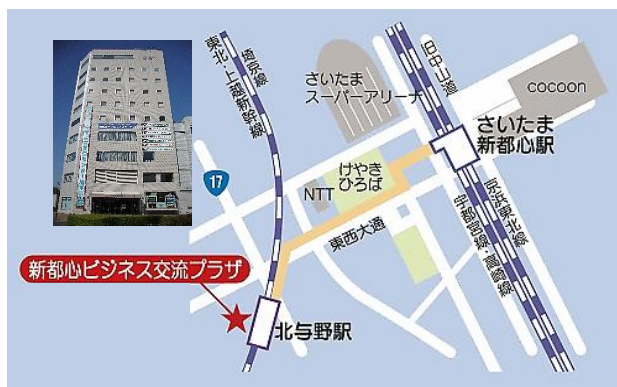 東北・上越新幹線
埼京線
さいたま
スーパーアリーナ
旧中山道
cocoon
さいたま
新都心駅
けやき
ひろば
NTT
17
東西大通
京浜東北線
宇都宮線・高崎線
新都心ビジネス交流プラザ
北与野駅